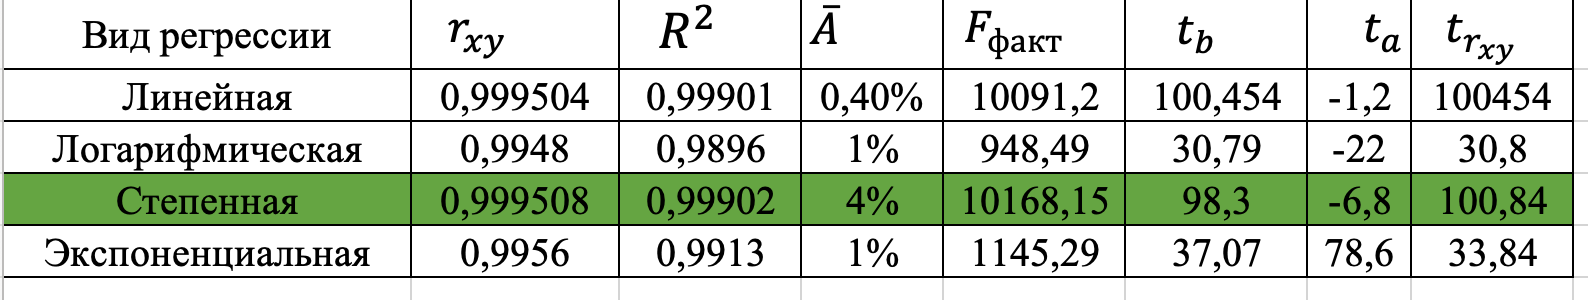 Вид регрессии r_xy R² Ā F_факт t_b t_a t_r_xy
Линейная 0,999504 0,99901 0,40% 10091,2 100,454 -1,2 100454
Логарифмическая 0,9948 0,9896 1% 948,49 30,79 -22 30,8
Степенная 0,999508 0,99902 4% 10168,15 98,3 -6,8 100,84
Экспоненциальная 0,9956 0,9913 1% 1145,29 37,07 78,6 33,84